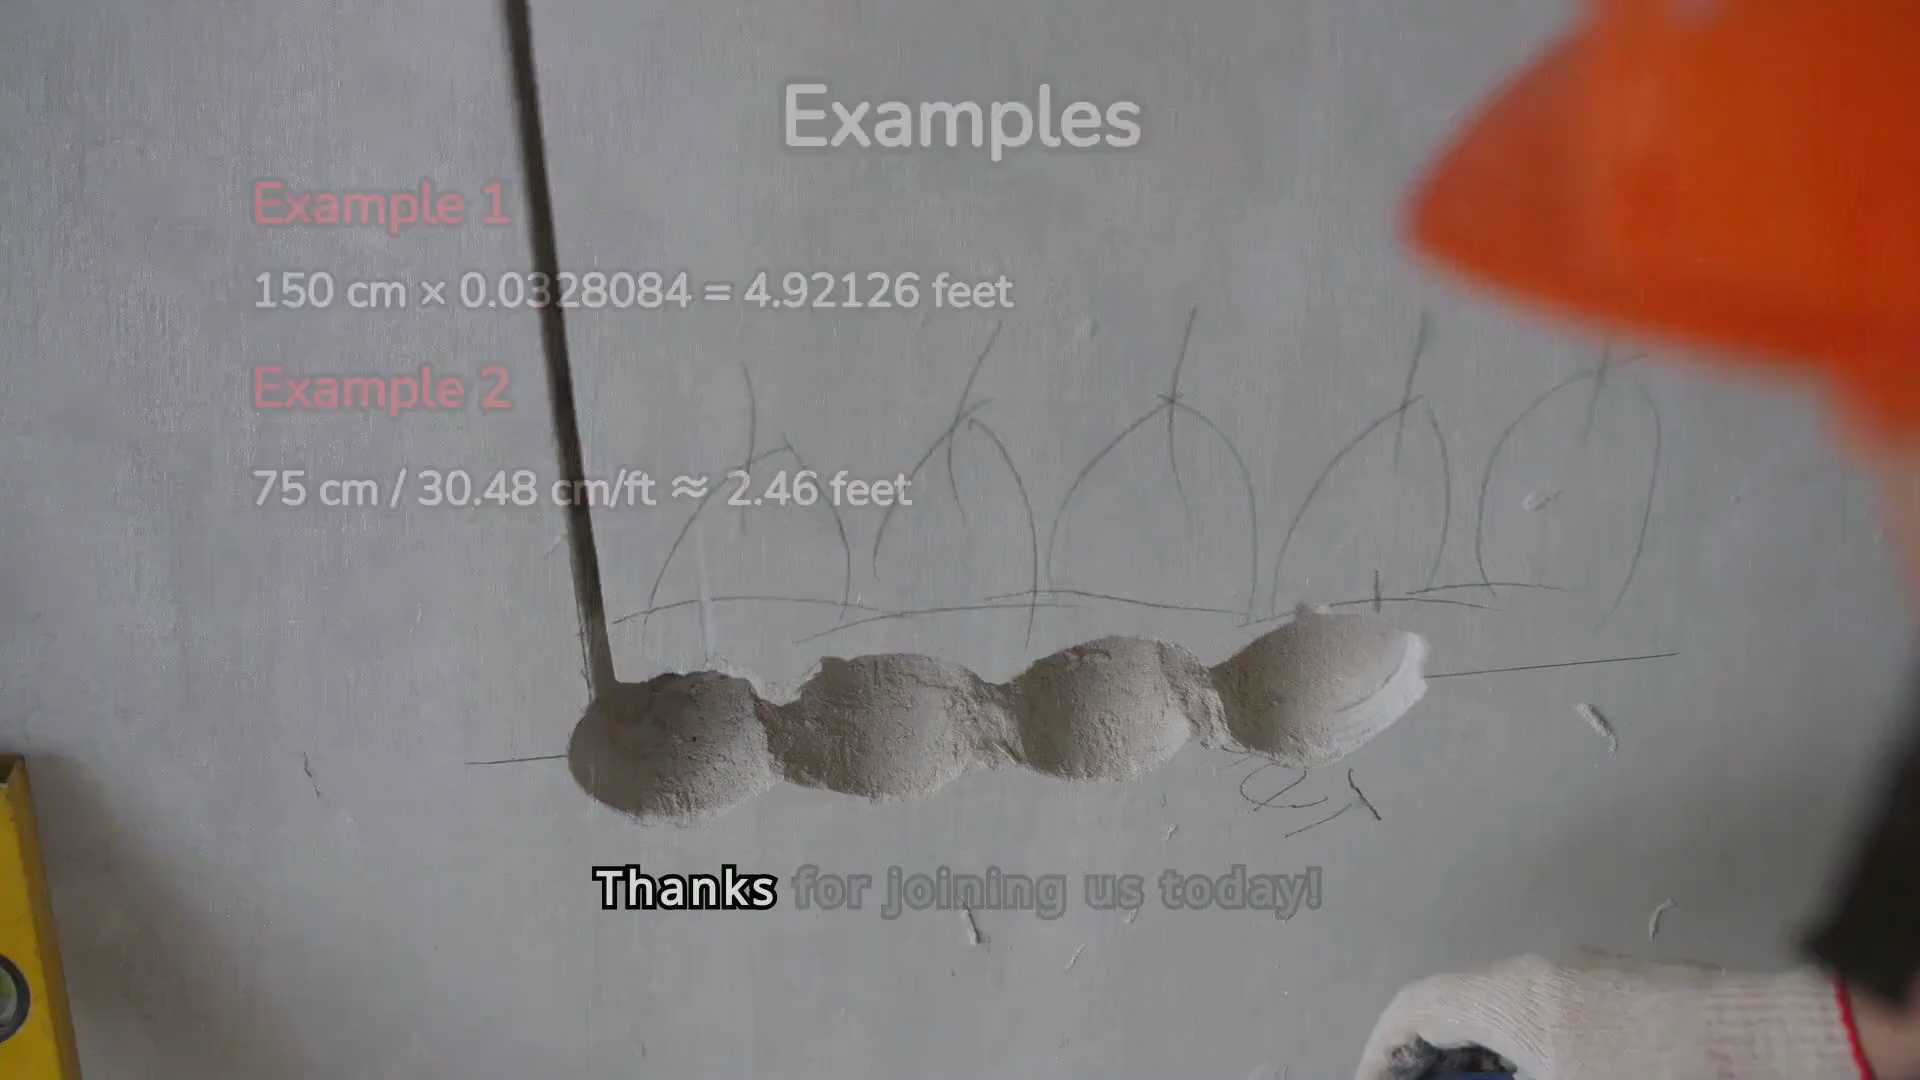 Examples
Example 1
150 cm × 0.0328084 = 4.92126 feet
Example 2
75 cm / 30.48 cm/ft ≈ 2.46 feet
Thanks for joining us today!